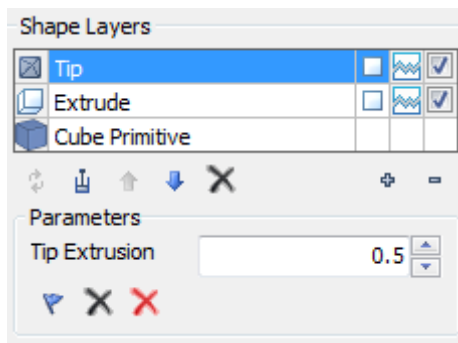 Shape Layers
Tip
Extrude
Cube Primitive
Parameters
Tip Extrusion 0.5